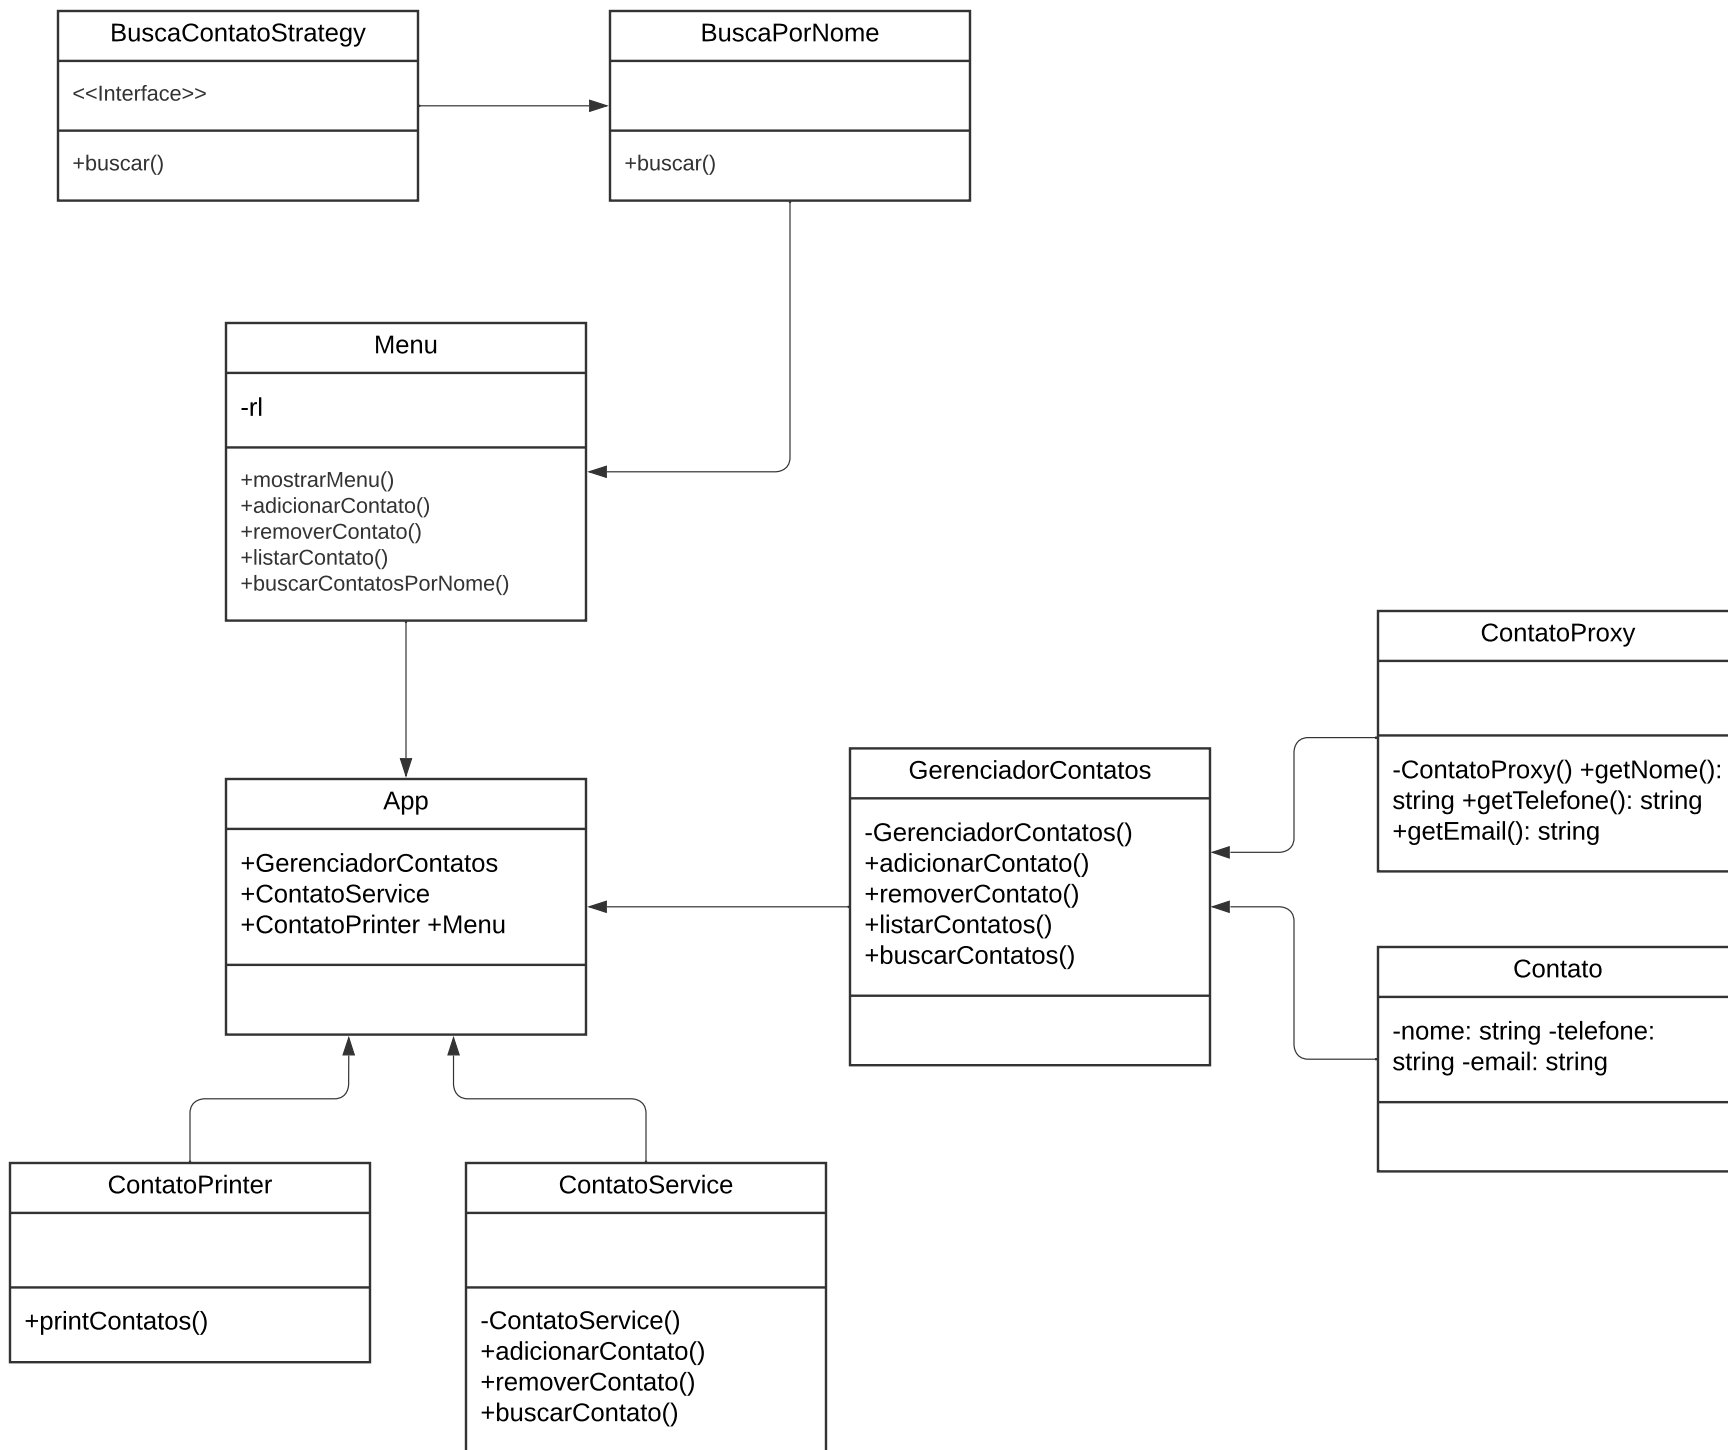 BuscaContatoStrategy
<<Interface>>
+buscar()
BuscaPorNome
+buscar()
Menu
-rl
+mostrarMenu()
+adicionarContato()
+removerContato()
+listarContato()
+buscarContatosPorNome()
ContatoProxy
-ContatoProxy() +getNome():
string +getTelefone(): string
+getEmail(): string
GerenciadorContatos
-GerenciadorContatos()
+adicionarContato()
+removerContato()
+listarContatos()
+buscarContatos()
App
+GerenciadorContatos
+ContatoService
+ContatoPrinter +Menu
Contato
-nome: string -telefone:
string -email: string
ContatoPrinter
+printContatos()
ContatoService
-ContatoService()
+adicionarContato()
+removerContato()
+buscarContato()